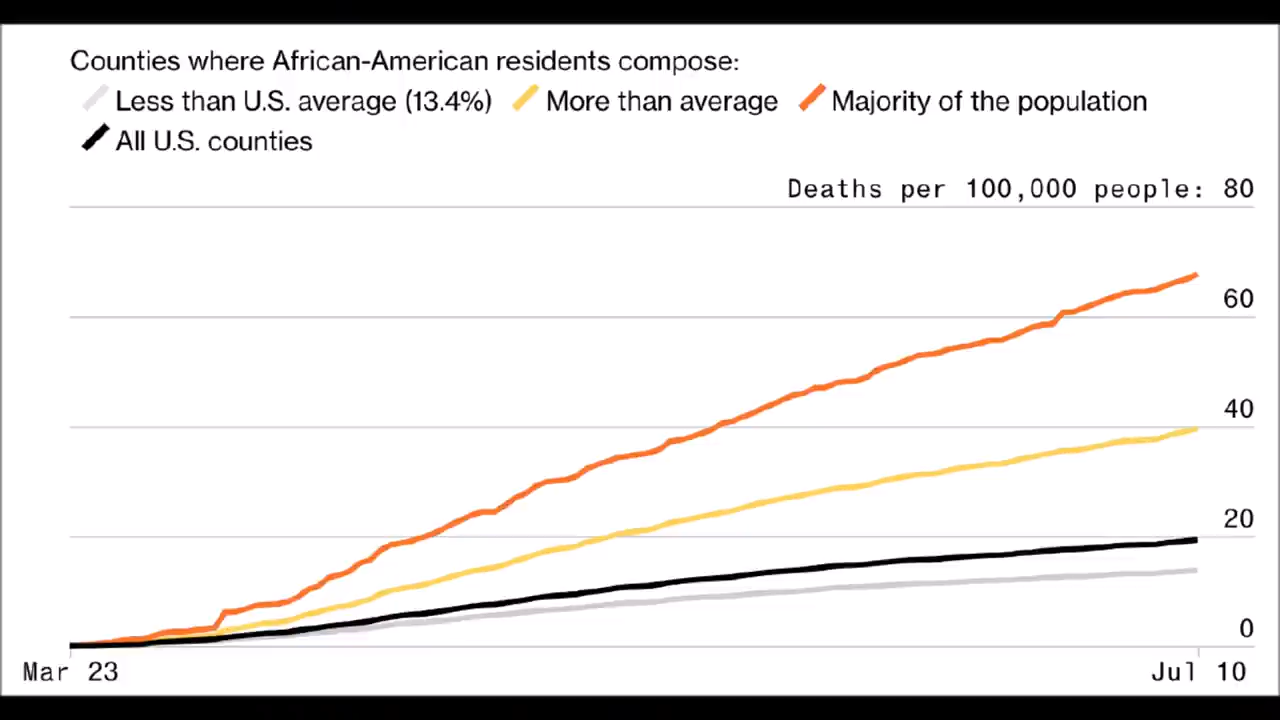 Counties where African-American residents compose:
Less than U.S. average (13.4%) More than average Majority of the population
All U.S. counties
Deaths per 100,000 people: 80
60
40
20
0
Mar 23 Jul 10